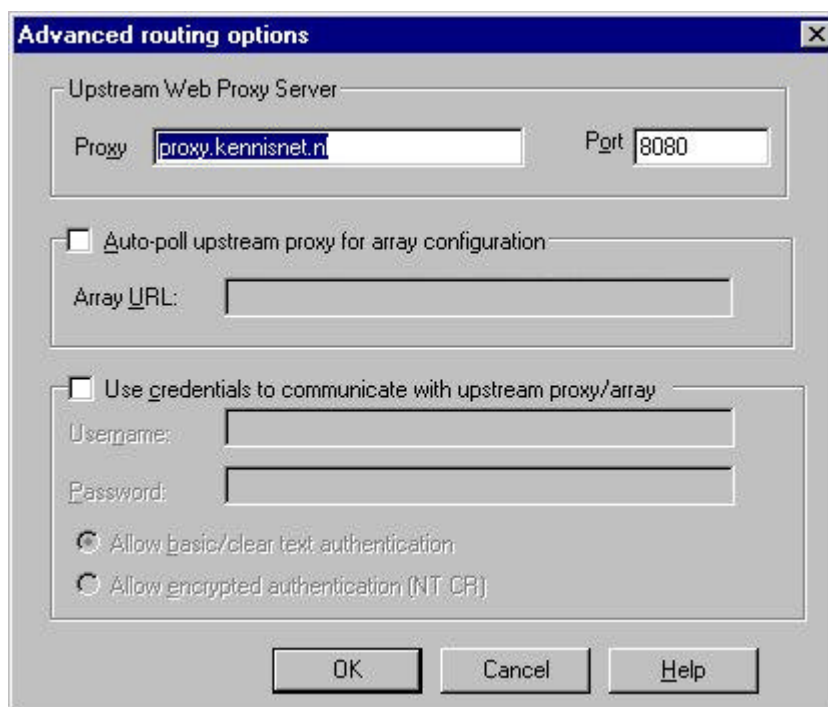 Advanced routing options
Upstream Web Proxy Server
Proxy proxy.kennisnet.nl Port 8080
Auto-poll upstream proxy for array configuration
Array URL:
Use credentials to communicate with upstream proxy/array
Username:
Password:
Allow basic/clear text authentication
Allow encrypted authentication (NT CR)
OK Cancel Help